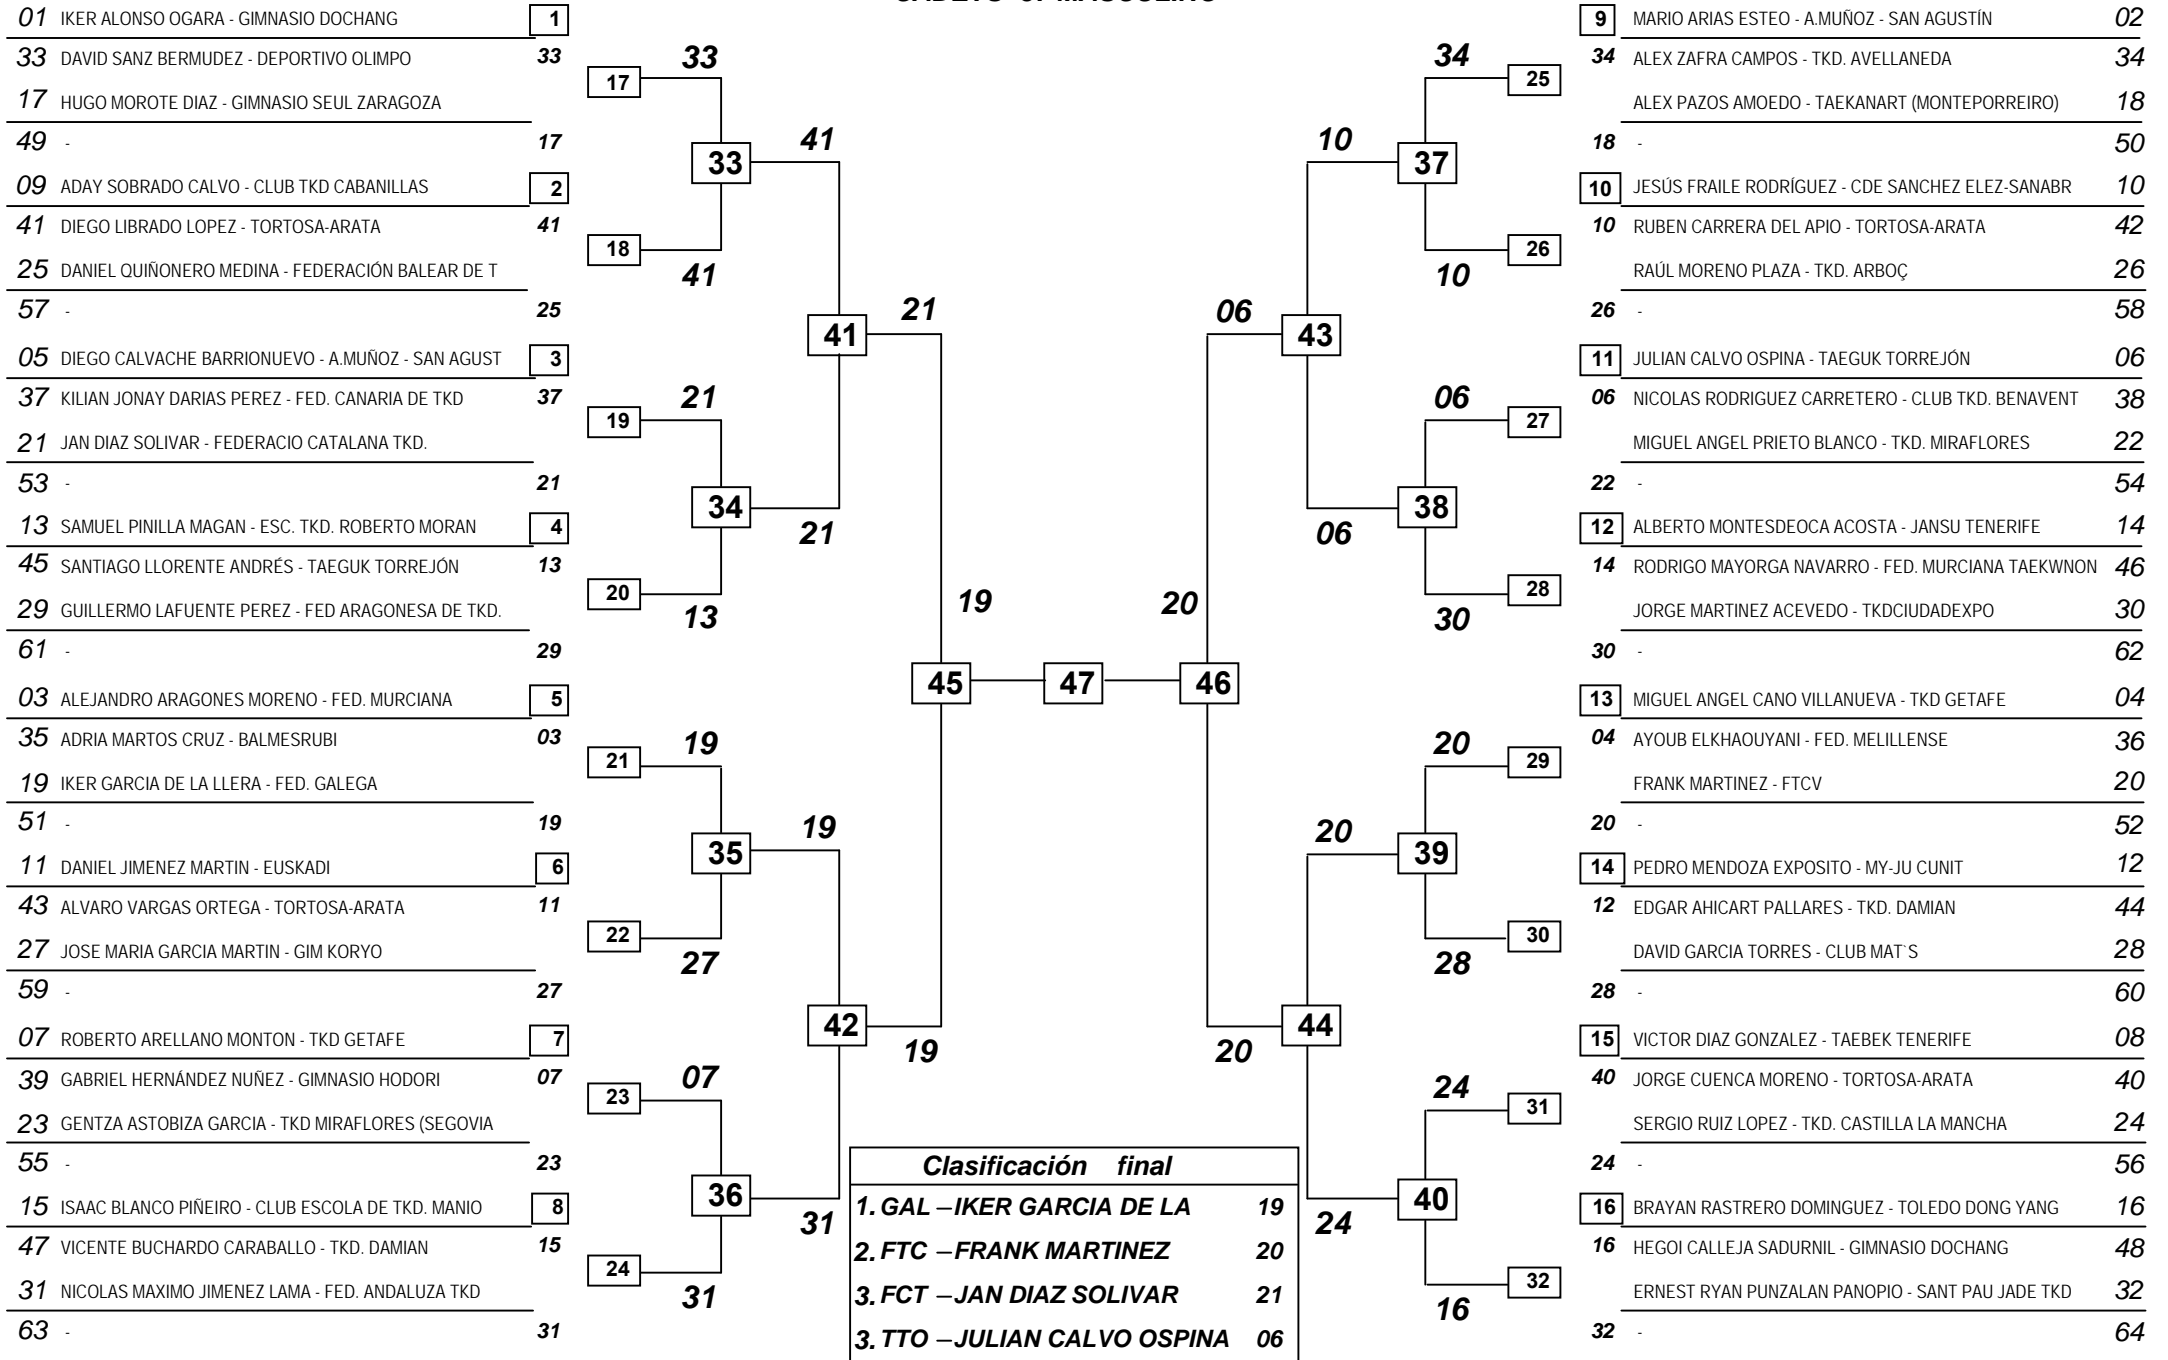 01 IKER ALONSO OGARA - GIMNASIO DOCHANG 1
33 DAVID SANZ BERMUDEZ - DEPORTIVO OLIMPO 33
17 HUGO MOROTE DIAZ - GIMNASIO SEUL ZARAGOZA
49 - 17
09 ADAY SOBRADO CALVO - CLUB TKD CABANILLAS 2
41 DIEGO LIBRADO LOPEZ - TORTOSA-ARATA 41
25 DANIEL QUIÑONERO MEDINA - FEDERACIÓN BALEAR DE T
57 - 25
05 DIEGO CALVACHE BARRIONUEVO - A.MUÑOZ - SAN AGUST 3
37 KILIAN JONAY DARIAS PEREZ - FED. CANARIA DE TKD 37
21 JAN DIAZ SOLIVAR - FEDERACIO CATALANA TKD.
53 - 21
13 SAMUEL PINILLA MAGAN - ESC. TKD. ROBERTO MORAN 4
45 SANTIAGO LLORENTE ANDRÉS - TAEGUK TORREJÓN 13
29 GUILLERMO LAFUENTE PEREZ - FED ARAGONESA DE TKD.
61 - 29
03 ALEJANDRO ARAGONES MORENO - FED. MURCIANA 5
35 ADRIA MARTOS CRUZ - BALMESRUBI 03
19 IKER GARCIA DE LA LLERA - FED. GALEGA
51 - 19
11 DANIEL JIMENEZ MARTIN - EUSKADI 6
43 ALVARO VARGAS ORTEGA - TORTOSA-ARATA 11
27 JOSE MARIA GARCIA MARTIN - GIM KORYO
59 - 27
07 ROBERTO ARELLANO MONTON - TKD GETAFE 7
39 GABRIEL HERNÁNDEZ NUÑEZ - GIMNASIO HODORI 07
23 GENTZA ASTOBIZA GARCIA - TKD MIRAFLORES (SEGOVIA
55 - 23
15 ISAAC BLANCO PIÑEIRO - CLUB ESCOLA DE TKD. MANIO 8
47 VICENTE BUCHARDO CARABALLO - TKD. DAMIAN 15
31 NICOLAS MAXIMO JIMENEZ LAMA - FED. ANDALUZA TKD
63 - 31
33
17
41
33
18
41
21
41
21
19
34
21
20
13
19
45
47
46
20
19
21
19
35
22
27
42
19
07
23
36
31
24
31
34
25
10
37
26
10
06
43
06
27
38
06
28
30
20
29
20
39
30
28
44
20
24
31
40
24
32
16
Clasificación final
1. GAL – IKER GARCIA DE LA 19
2. FTC – FRANK MARTINEZ 20
3. FCT – JAN DIAZ SOLIVAR 21
3. TTO – JULIAN CALVO OSPINA 06
9 MARIO ARIAS ESTEO - A.MUÑOZ - SAN AGUSTÍN 02
34 ALEX ZAFRA CAMPOS - TKD. AVELLANEDA 34
ALEX PAZOS AMOEDO - TAEKANART (MONTEPORREIRO) 18
18 - 50
10 JESÚS FRAILE RODRÍGUEZ - CDE SANCHEZ ELEZ-SANABR 10
10 RUBEN CARRERA DEL APIO - TORTOSA-ARATA 42
RAÚL MORENO PLAZA - TKD. ARBOÇ 26
26 - 58
11 JULIAN CALVO OSPINA - TAEGUK TORREJÓN 06
06 NICOLAS RODRIGUEZ CARRETERO - CLUB TKD. BENAVENT 38
MIGUEL ANGEL PRIETO BLANCO - TKD. MIRAFLORES 22
22 - 54
12 ALBERTO MONTESDEOCA ACOSTA - JANSU TENERIFE 14
14 RODRIGO MAYORGA NAVARRO - FED. MURCIANA TAEKWNON 46
JORGE MARTINEZ ACEVEDO - TKDCIUDADEXPO 30
30 - 62
13 MIGUEL ANGEL CANO VILLANUEVA - TKD GETAFE 04
04 AYOUB ELKHAOUYANI - FED. MELILLENSE 36
FRANK MARTINEZ - FTCV 20
20 - 52
14 PEDRO MENDOZA EXPOSITO - MY-JU CUNIT 12
12 EDGAR AHICART PALLARES - TKD. DAMIAN 44
DAVID GARCIA TORRES - CLUB MAT`S 28
28 - 60
15 VICTOR DIAZ GONZALEZ - TAEBEK TENERIFE 08
40 JORGE CUENCA MORENO - TORTOSA-ARATA 40
SERGIO RUIZ LOPEZ - TKD. CASTILLA LA MANCHA 24
24 - 56
16 BRAYAN RASTRERO DOMINGUEZ - TOLEDO DONG YANG 16
16 HEGOI CALLEJA SADURNIL - GIMNASIO DOCHANG 48
ERNEST RYAN PUNZALAN PANOPIO - SANT PAU JADE TKD 32
32 - 64